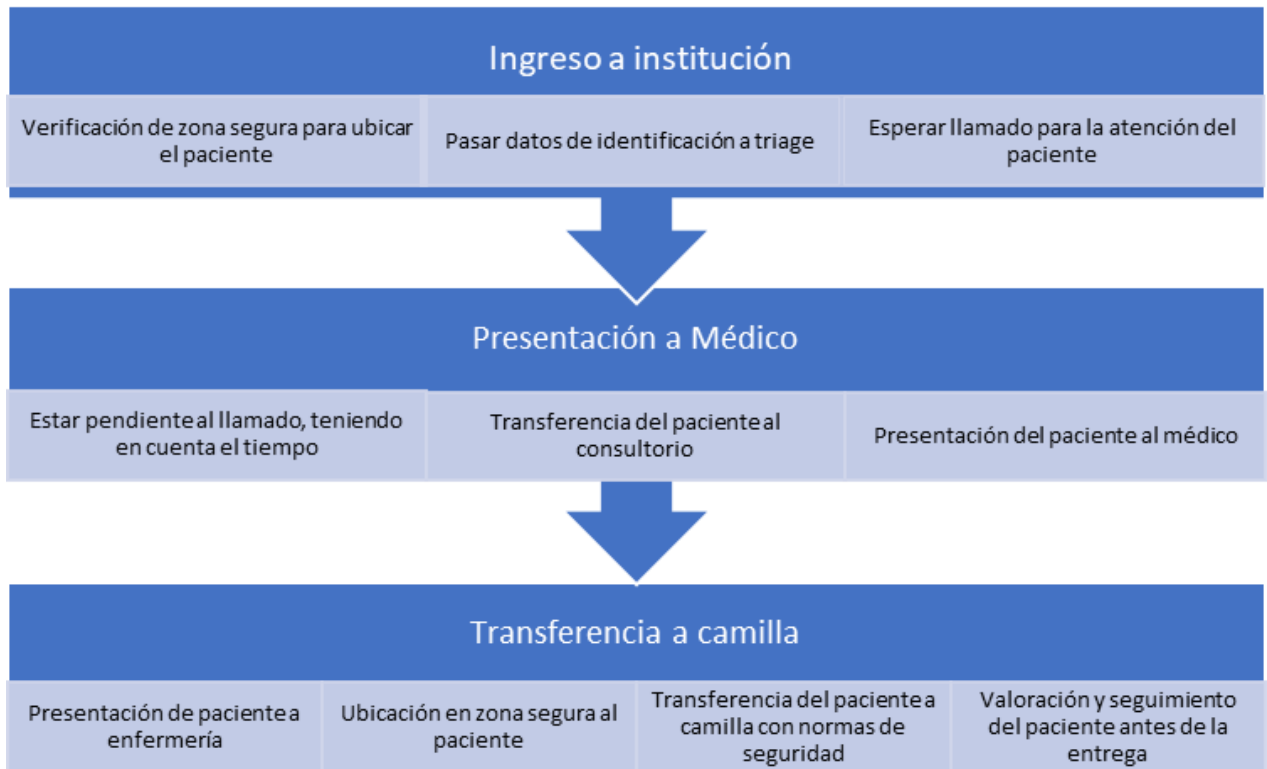 Ingreso a institución
Verificación de zona segura para ubicar
el paciente
Pasar datos de identificación a triage
Esperar llamado para la atención del
paciente
Presentación a Médico
Estar pendiente al llamado, teniendo
en cuenta el tiempo
Transferencia del paciente al
consultorio
Presentación del paciente al médico
Transferencia a camilla
Presentación de paciente a
enfermería
Ubicación en zona segura al
paciente
Transferencia del paciente a
camilla con normas de
seguridad
Valoración y seguimiento
del paciente antes de la
entrega